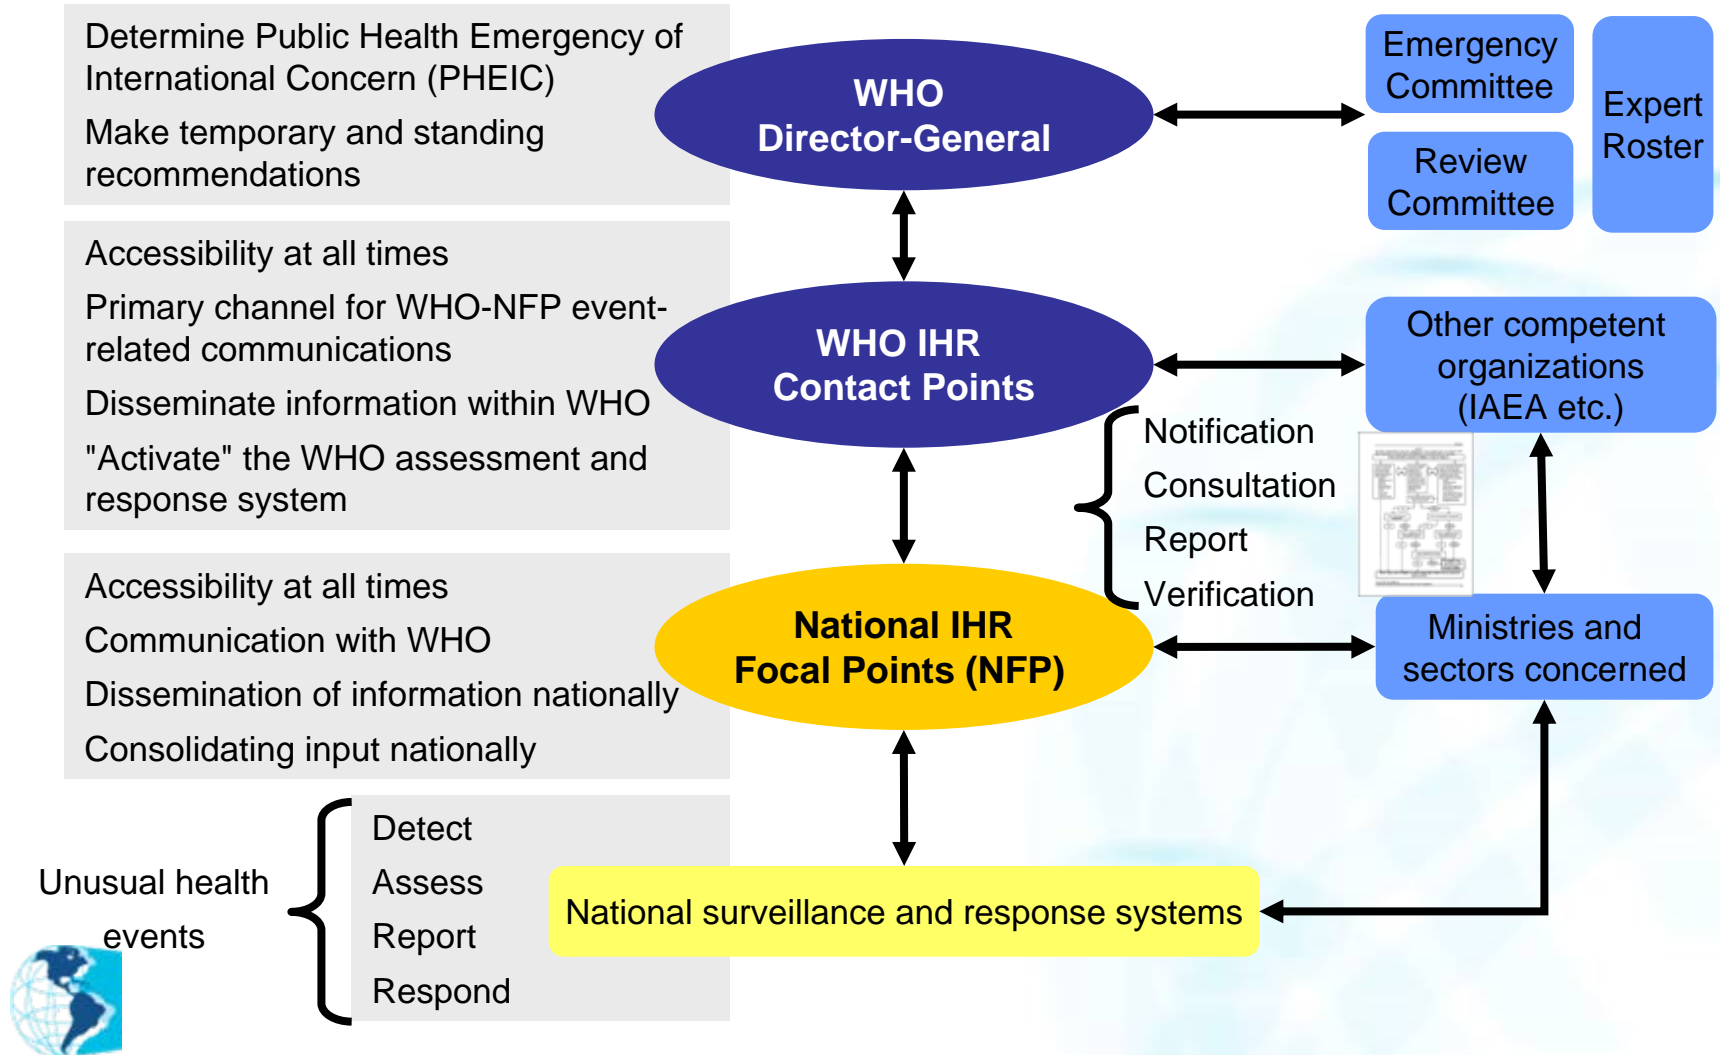 Determine Public Health Emergency of
International Concern (PHEIC)
Make temporary and standing
recommendations
WHO
Director-General
Emergency
Committee
Review
Committee
Expert
Roster
Accessibility at all times
Primary channel for WHO-NFP event-
related communications
Disseminate information within WHO
"Activate" the WHO assessment and
response system
WHO IHR
Contact Points
Other competent
organizations
(IAEA etc.)
Notification
Consultation
Report
Verification
Accessibility at all times
Communication with WHO
Dissemination of information nationally
Consolidating input nationally
National IHR
Focal Points (NFP)
Ministries and
sectors concerned
Unusual health
events
Detect
Assess
Report
Respond
National surveillance and response systems